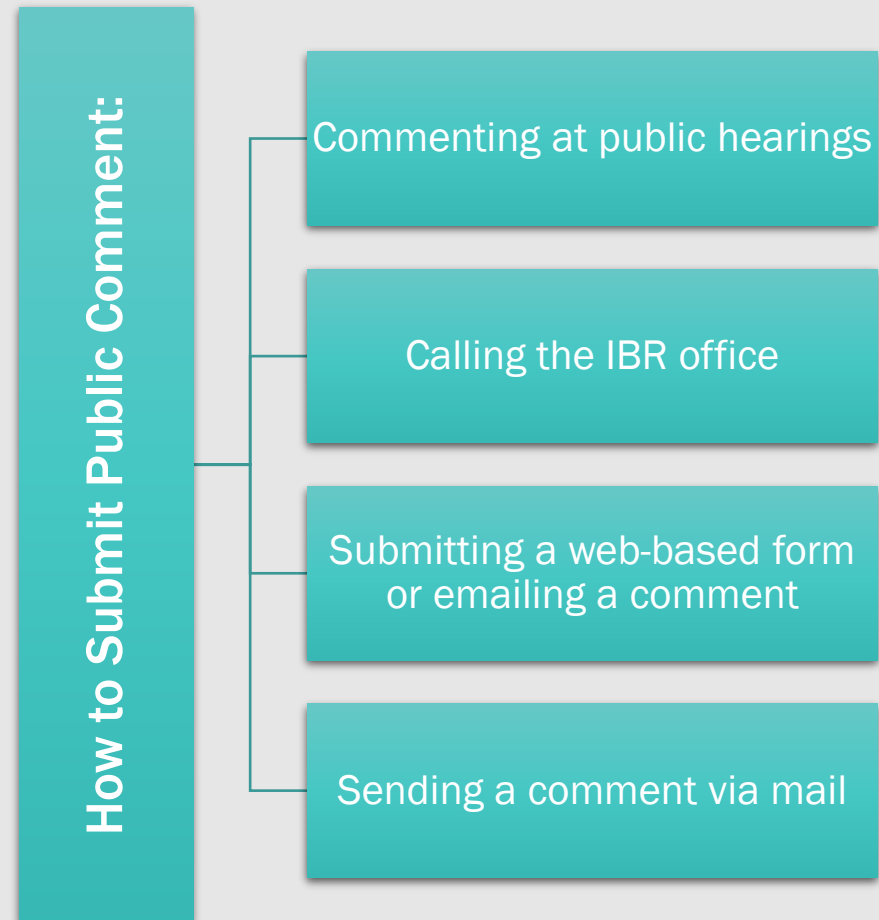 How to Submit Public Comment:
Commenting at public hearings
Calling the IBR office
Submitting a web-based form
or emailing a comment
Sending a comment via mail